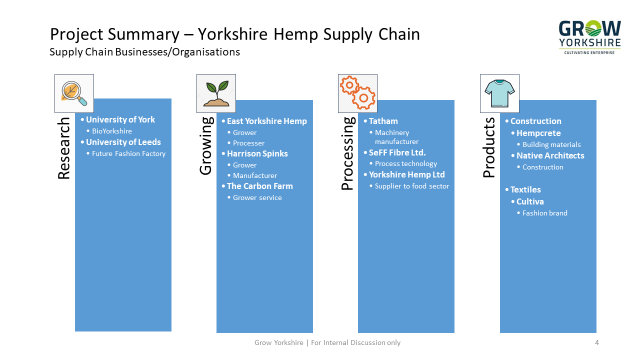 Project Summary – Yorkshire Hemp Supply Chain
Supply Chain Businesses/Organisations
GROW
YORKSHIRE
CULTIVATING ENTERPRISE
Research
• University of York
• BioYorkshire
• University of Leeds
• Future Fashion Factory
Growing
• East Yorkshire Hemp
• Grower
• Processer
• Harrison Spinks
• Grower
• Manufacturer
• The Carbon Farm
• Grower service
Processing
• Tatham
• Machinery
manufacturer
• SeFF Fibre Ltd.
• Process technology
• Yorkshire Hemp Ltd
• Supplier to food sector
Products
• Construction
• Hempcrete
• Building materials
• Native Architects
• Construction
• Textiles
• Cultiva
• Fashion brand
Grow Yorkshire | For Internal Discussion only
4